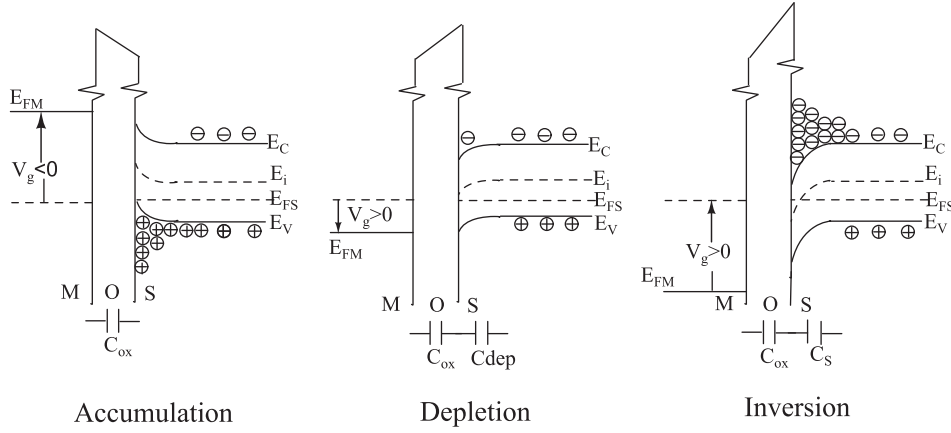 E_FM
V_g<0
E_C
E_i
E_FS
E_V
M O S
C_ox
Accumulation
E_C
E_i
E_FS
V_g>0
E_V
E_FM
M O S
C_ox Cdep
Depletion
E_C
E_i
E_FS
E_V
V_g>0
E_FM
M O S
C_ox C_S
Inversion